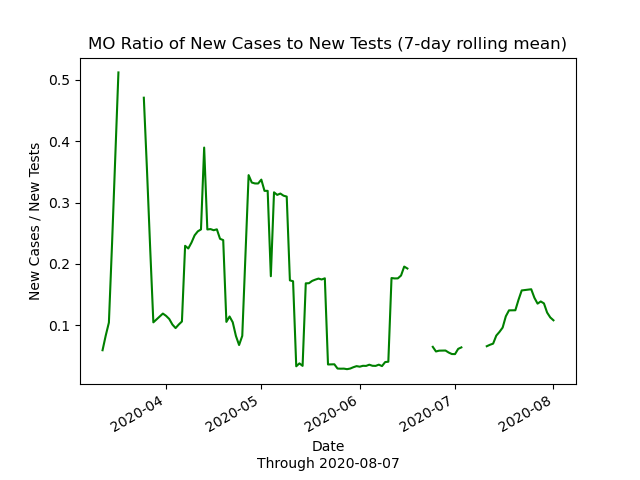 MO Ratio of New Cases to New Tests (7-day rolling mean)
New Cases / New Tests
0.5
0.4
0.3
0.2
0.1
2020-04
2020-05
2020-06
2020-07
2020-08
Date
Through 2020-08-07